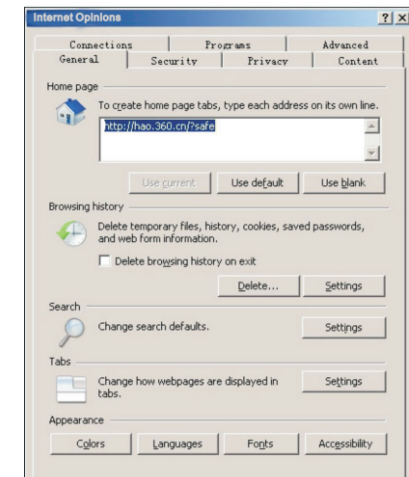 Internet Opinions
Connections Programs Advanced
General Security Privacy Content
Home page
To create home page tabs, type each address on its own line.
http://hao.360.cn/?safe
Use current Use default Use blank
Browsing history
Delete temporary files, history, cookies, saved passwords,
and web form information.
Delete browsing history on exit
Delete... Settings
Search
Change search defaults. Settings
Tabs
Change how webpages are displayed in Settings
tabs.
Appearance
Colors Languages Fonts Accessibility